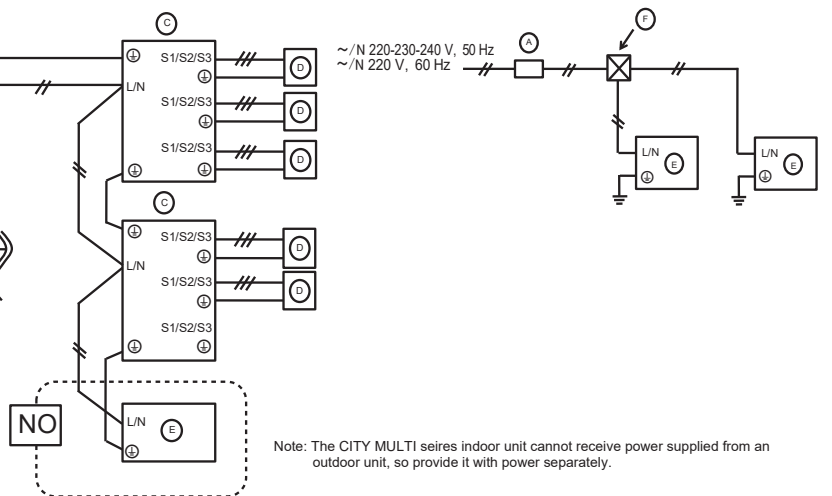 C
S1/S2/S3
L/N
S1/S2/S3
S1/S2/S3
D
D
D
C
S1/S2/S3
L/N
S1/S2/S3
S1/S2/S3
D
D
NO
L/N
E
~/N 220-230-240 V, 50 Hz
~/N 220 V, 60 Hz
A
F
L/N
E
L/N
E
Note: The CITY MULTI seires indoor unit cannot receive power supplied from an
outdoor unit, so provide it with power separately.